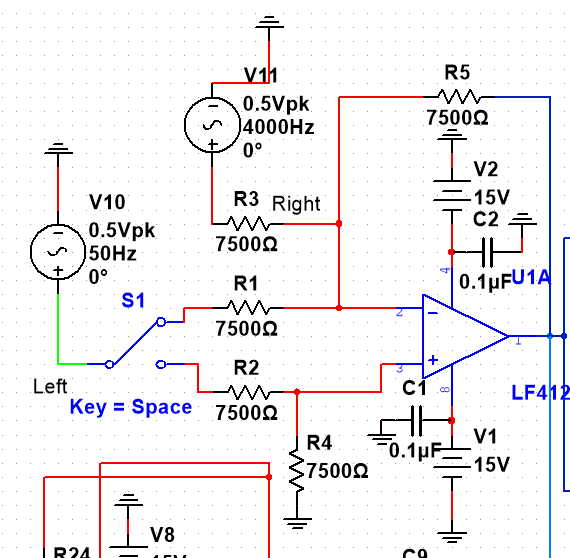 V11
0.5Vpk
4000Hz
0°
R5
7500Ω
V2
15V
C2
0.1µF
V10
0.5Vpk
50Hz
0°
R3
Right
7500Ω
4
U1A
S1
R1
7500Ω
2
1
Left
Key = Space
R2
7500Ω
3
C1
8
LF412
0.1µF
V1
15V
R4
7500Ω
V8
15V
R24
C9